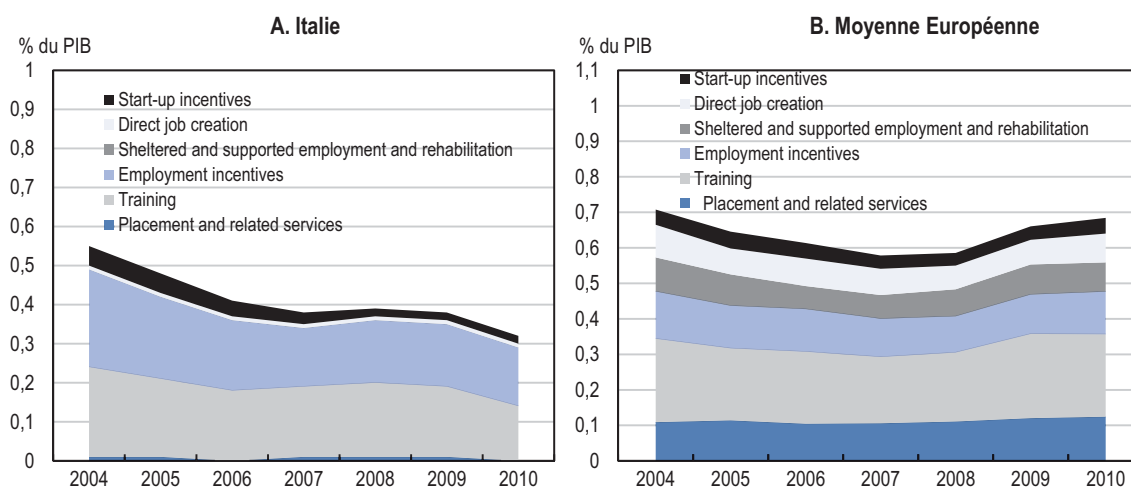 A. Italie
% du PIB
1
0,9
0,8
0,7
0,6
0,5
0,4
0,3
0,2
0,1
0
Start-up incentives
Direct job creation
Sheltered and supported employment and rehabilitation
Employment incentives
Training
Placement and related services
2004 2005 2006 2007 2008 2009 2010
B. Moyenne Européenne
% du PIB
1,1
1
0,9
0,8
0,7
0,6
0,5
0,4
0,3
0,2
0,1
0
Start-up incentives
Direct job creation
Sheltered and supported employment and rehabilitation
Employment incentives
Training
Placement and related services
2004 2005 2006 2007 2008 2009 2010